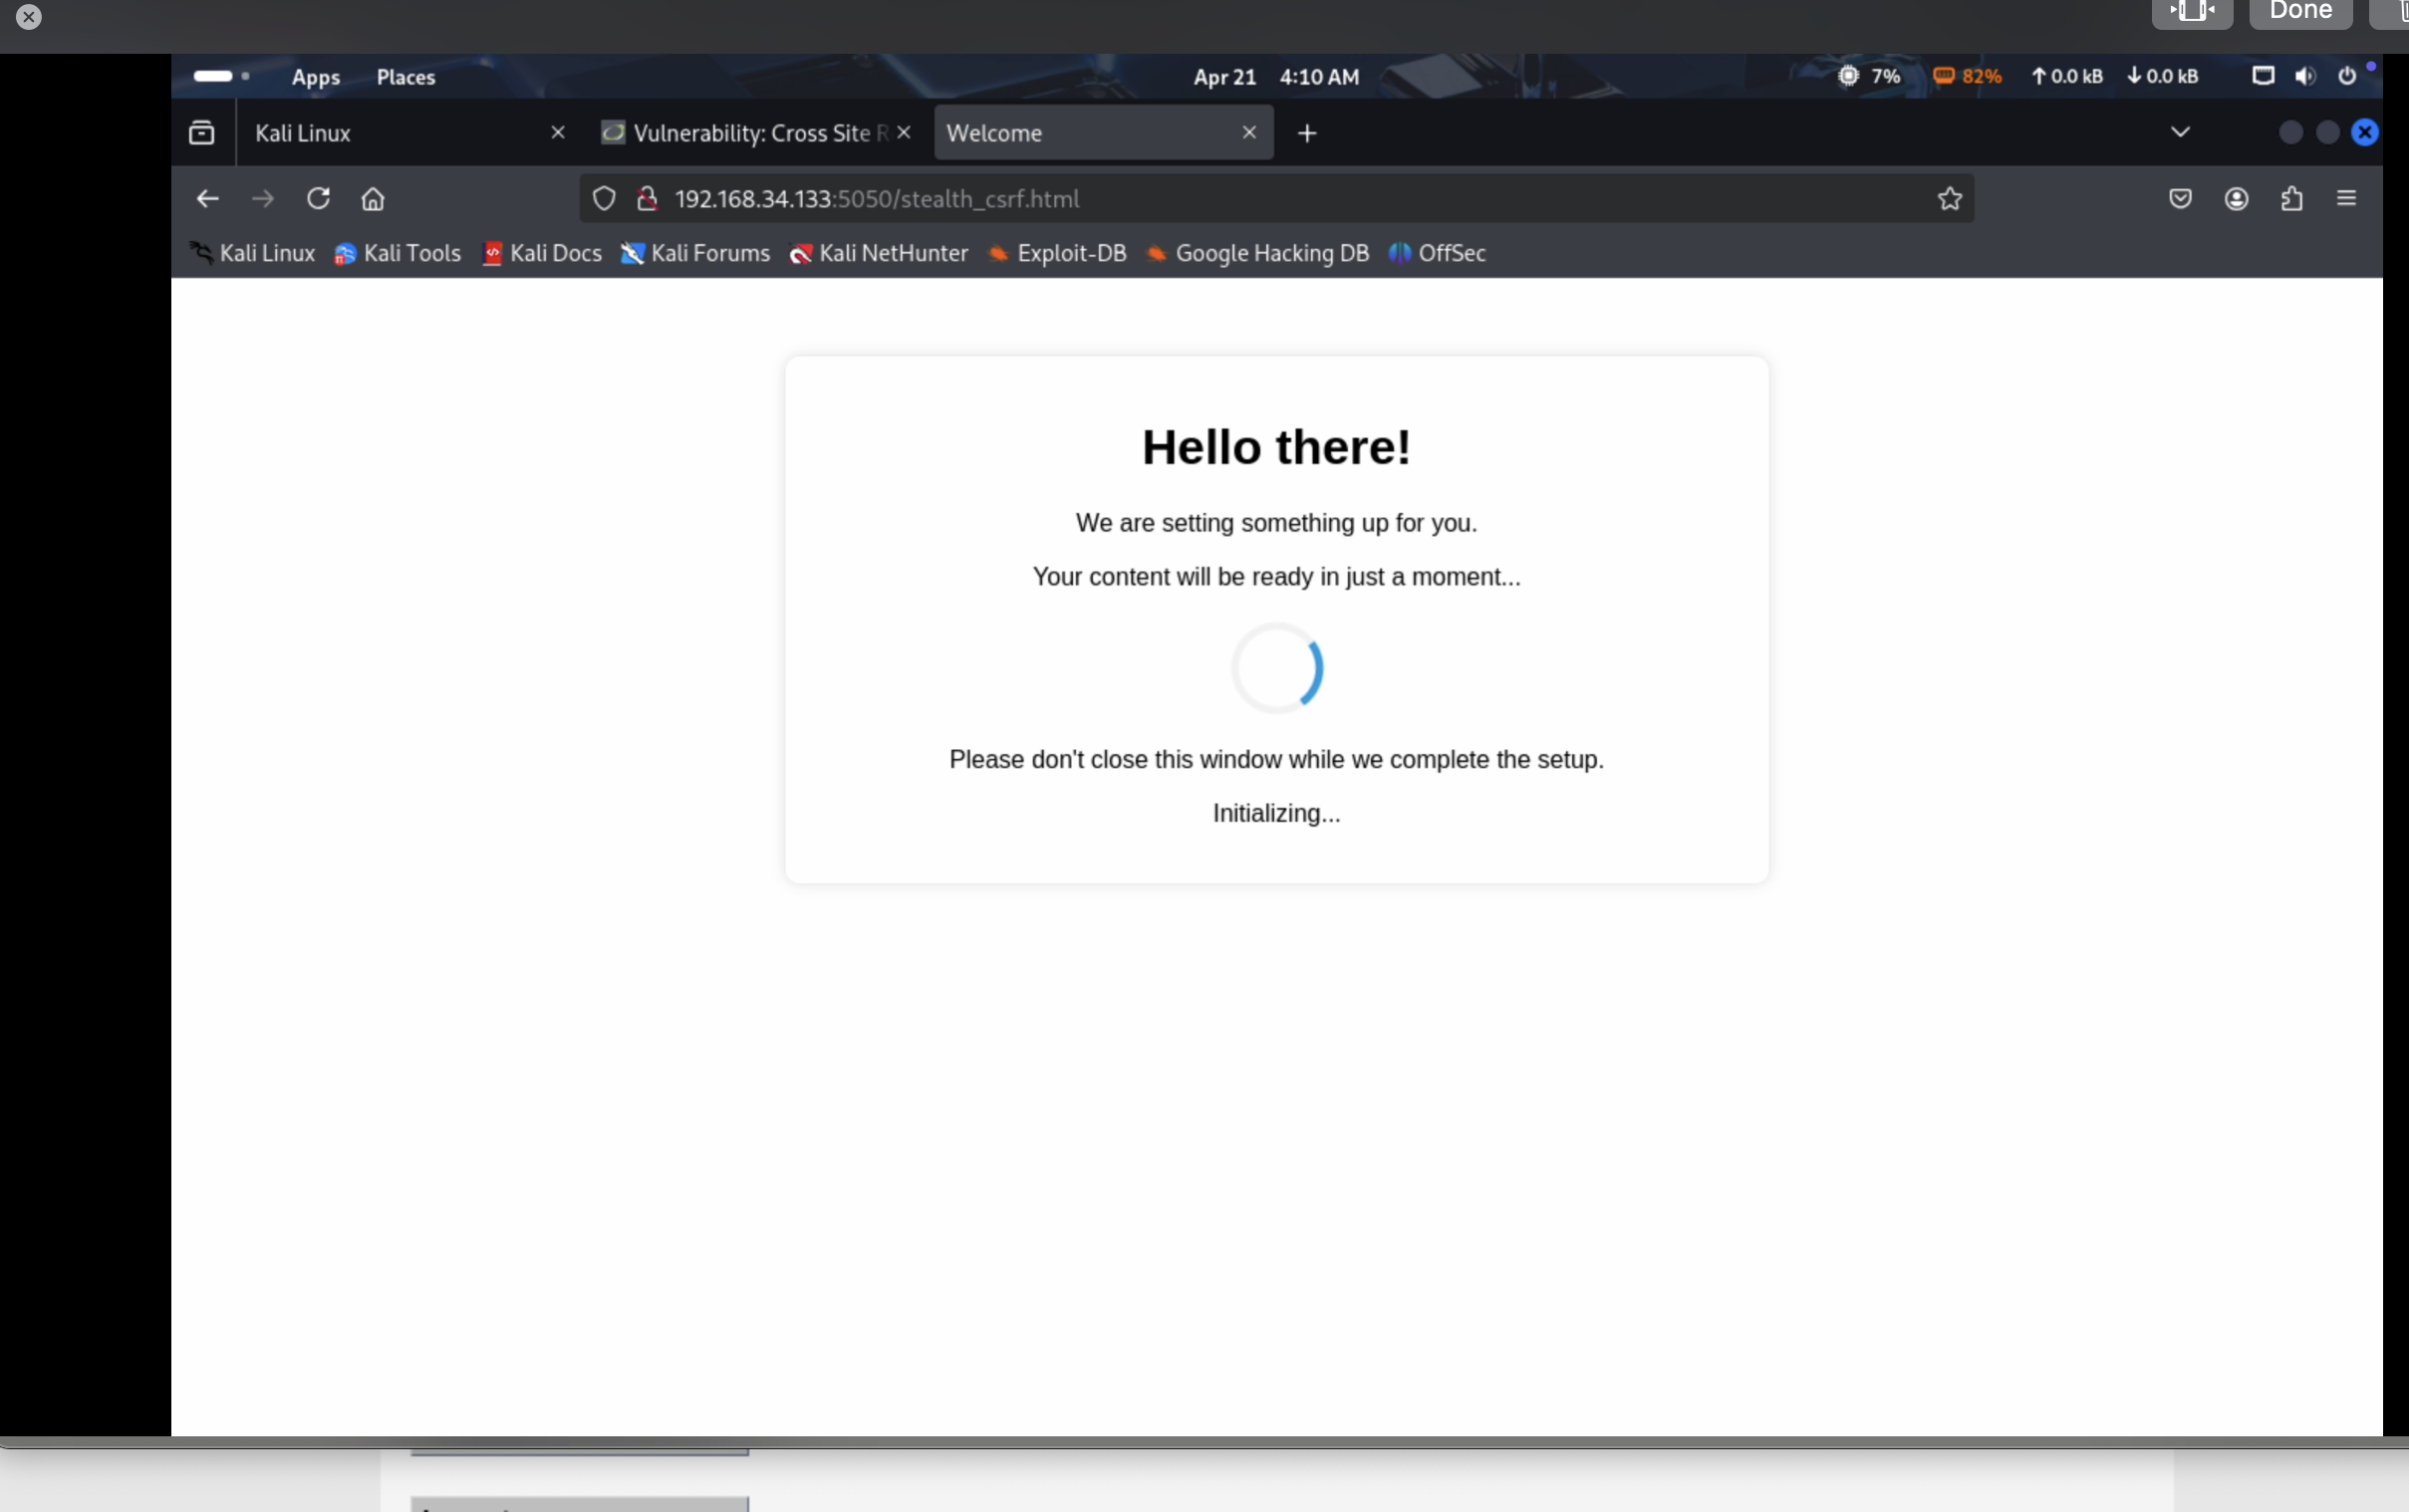 Done
Apps Places Apr 21 4:10 AM 7% 82% ↑ 0.0 kB ↓ 0.0 kB
Kali Linux Vulnerability: Cross Site R Welcome
192.168.34.133:5050/stealth_csrf.html
Kali Linux Kali Tools Kali Docs Kali Forums Kali NetHunter Exploit-DB Google Hacking DB OffSec
Hello there!
We are setting something up for you.
Your content will be ready in just a moment...
Please don't close this window while we complete the setup.
Initializing...